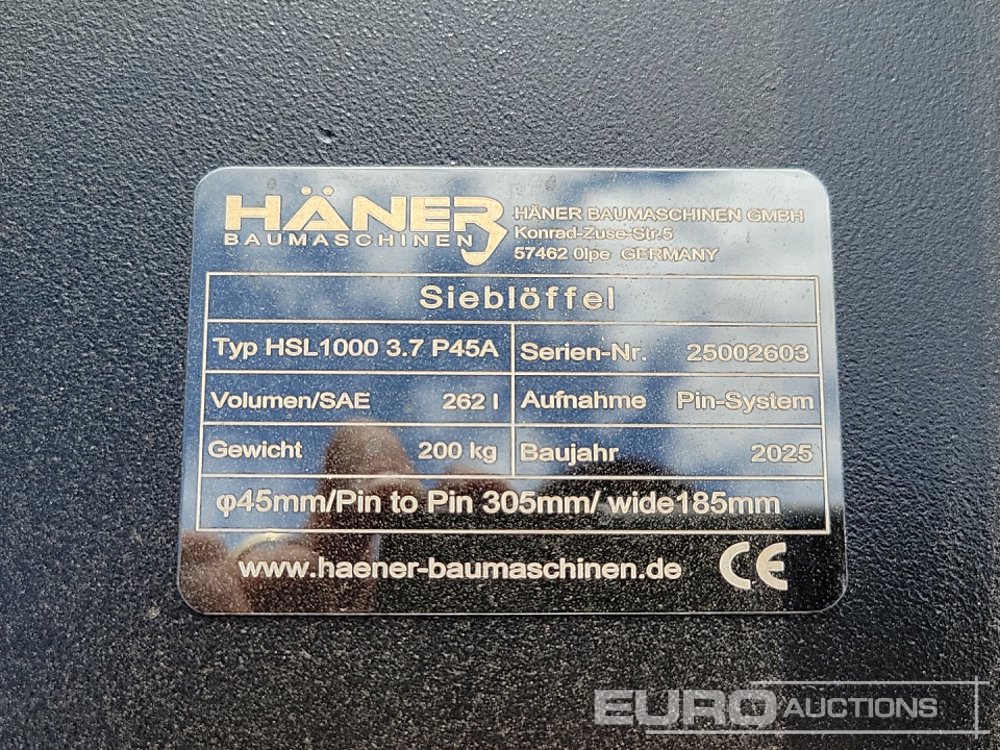 HÄNER
BAUMASCHINEN
HÄNER BAUMASCHINEN GMBH
Konrad-Zuse-Str.5
57462 Olpe GERMANY
Sieblöffel
Typ HSL1000 3.7 P45A
Serien-Nr. 25002603
Volumen/SAE 262 l
Aufnahme Pin-System
Gewicht 200 kg
Baujahr 2025
φ45mm/Pin to Pin 305mm/ wide185mm
www.haener-baumaschinen.de CE
EURO AUCTIONS